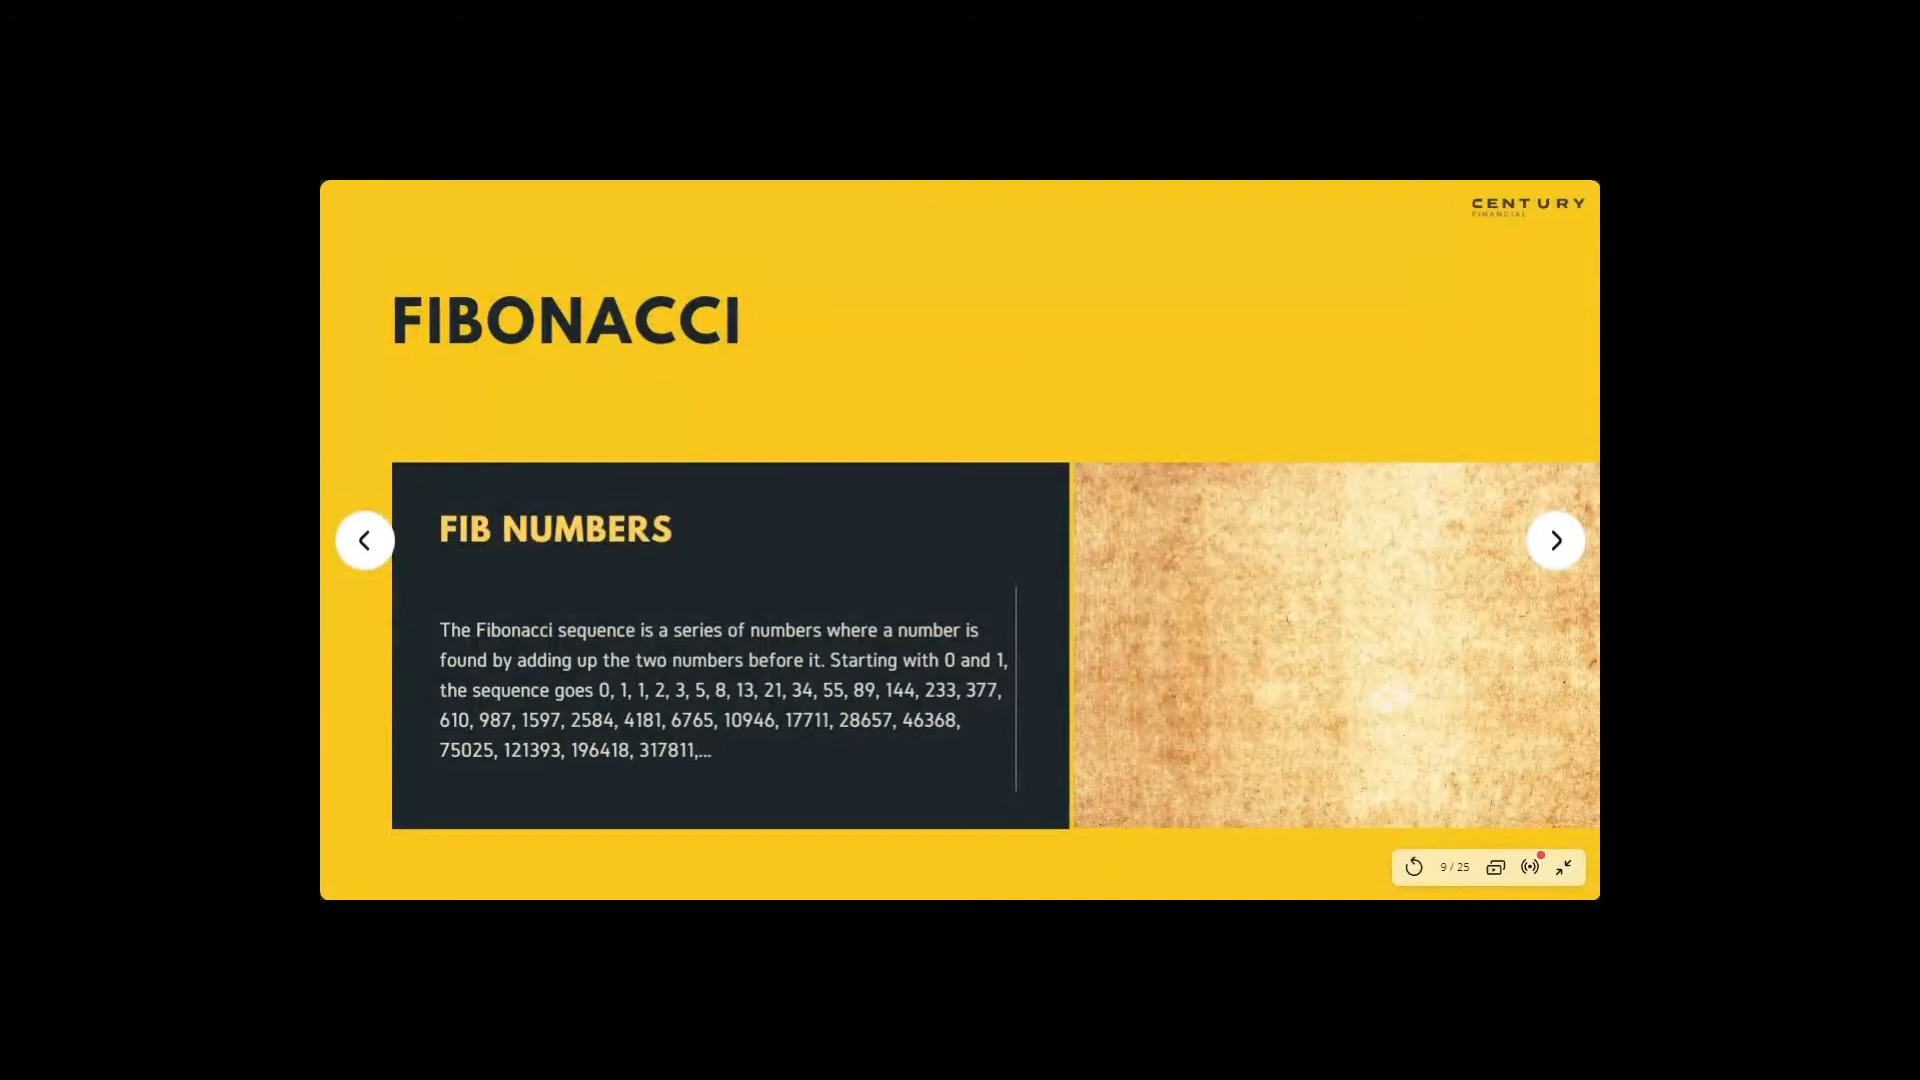 CENTURY
FINANCIAL
FIBONACCI
FIB NUMBERS
The Fibonacci sequence is a series of numbers where a number is
found by adding up the two numbers before it. Starting with 0 and 1,
the sequence goes 0, 1, 1, 2, 3, 5, 8, 13, 21, 34, 55, 89, 144, 233, 377,
610, 987, 1597, 2584, 4181, 6765, 10946, 17711, 28657, 46368,
75025, 121393, 196418, 317811,...
9 / 25